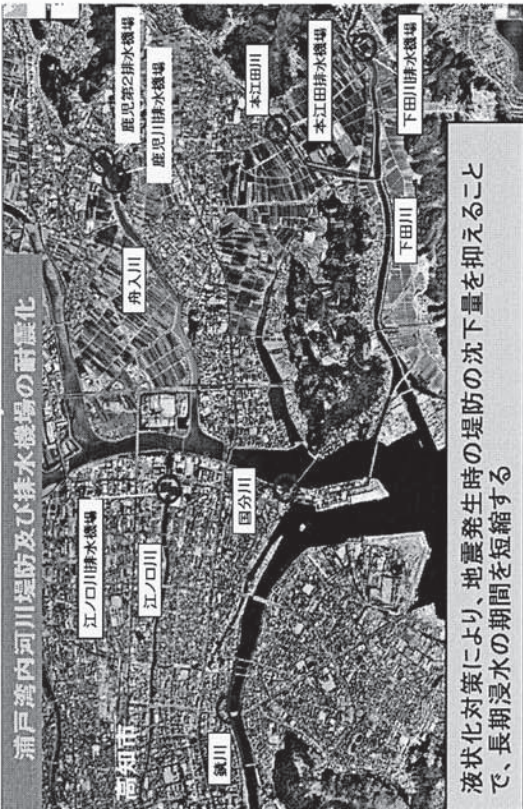 浦戸湾内河川堤防及び排水機場の耐震化
高知市
江ノ口川排水機場
江ノ口川
鏡川
国分川
舟入川
鹿児第2排水機場
鹿児川排水機場
本江田川
本江田排水機場
下田川排水機場
下田川
液状化対策により、地震発生時の堤防の沈下量を抑えること
で、長期浸水の期間を短縮する